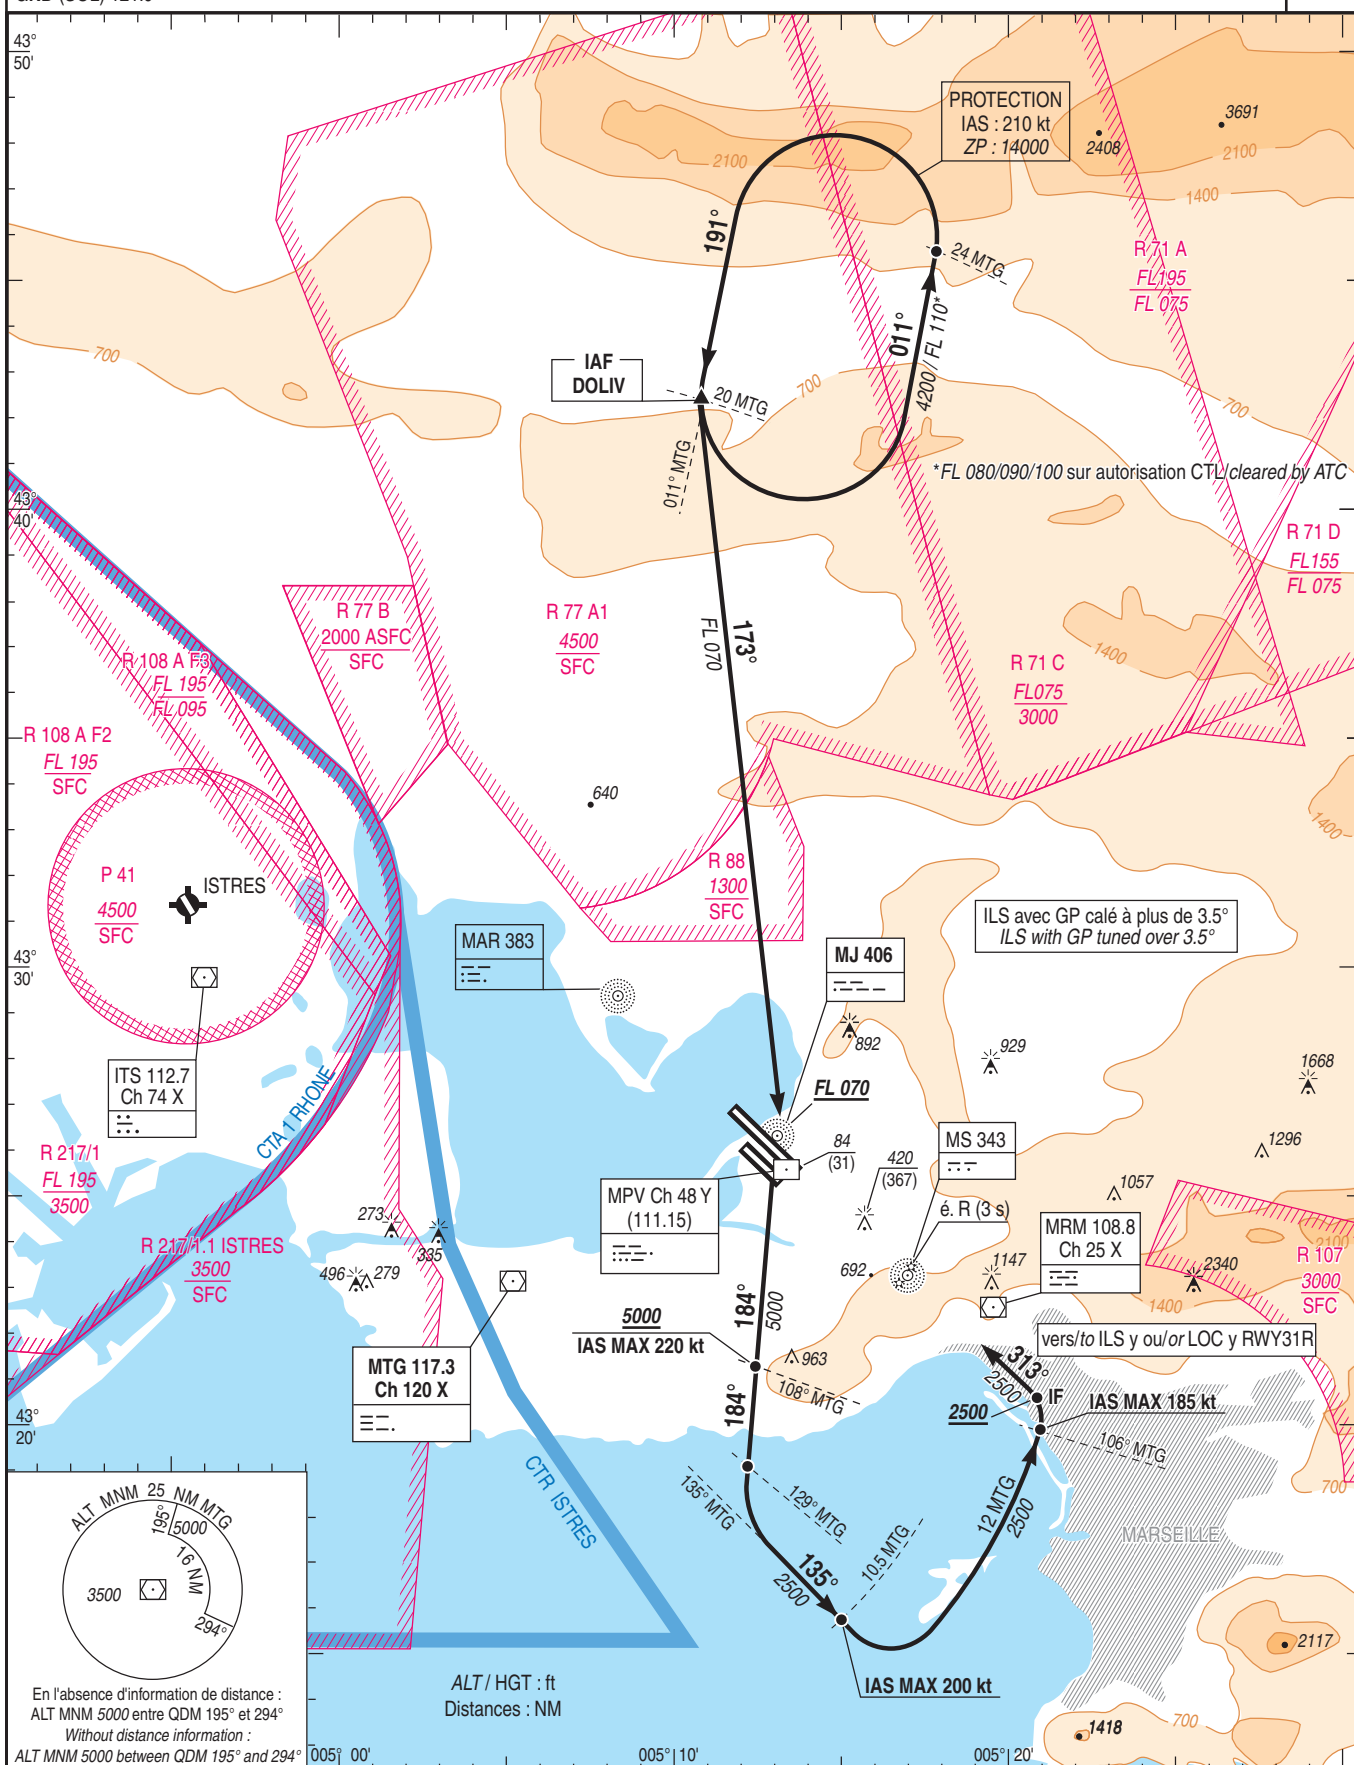 43°
50'
PROTECTION
IAS : 210 kt
ZP : 14000
3691
2408
2100
2100
1400
191°
24 MTG
R 71 A
FL195
FL 075
011°
4200 / FL 110*
700
IAF
DOLIV
20 MTG
700
700
011° MTG
*FL 080/090/100 sur autorisation CTL/cleared by ATC
43°
40'
R 71 D
FL155
FL 075
R 77 B
2000 ASFC
SFC
R 77 A1
4500
SFC
173°
FL 070
R 108 A F3
FL 195
FL 095
R 71 C
FL075
3000
1400
R 108 A F2
FL 195
SFC
640
1400
P 41
4500
SFC
ISTRES
R 88
1300
SFC
ILS avec GP calé à plus de 3.5°
ILS with GP tuned over 3.5°
MAR 383
MJ 406
43°
30'
892
929
1668
ITS 112.7
Ch 74 X
FL 070
CTA 1 RHONE
84
(31)
420
(367)
MS 343
1296
R 217/1
FL 195
3500
MPV Ch 48 Y
(111.15)
1057
é. R (3 s)
MRM 108.8
Ch 25 X
273
335
R 217/1.1 ISTRES
3500
SFC
496
279
692
1147
2340
2100
R 107
3000
SFC
1400
184°
5000
5000
IAS MAX 220 kt
vers/to ILS y ou/or LOC y RWY31R
MTG 117.3
Ch 120 X
963
108° MTG
313°
2500
IF
2500
IAS MAX 185 kt
43°
20'
184°
106° MTG
CTR ISTRES
135° MTG
129° MTG
700
12 MTG
2500
MARSEILLE
ALT MNM 25 NM MTG
195°
5000
16 NM
3500
294°
10.5 MTG
135°
2500
2117
IAS MAX 200 kt
ALT / HGT : ft
Distances : NM
En l'absence d'information de distance :
ALT MNM 5000 entre QDM 195° et 294°
Without distance information :
ALT MNM 5000 between QDM 195° and 294°
700
1418
005° 00'
005° 10'
005° 20'